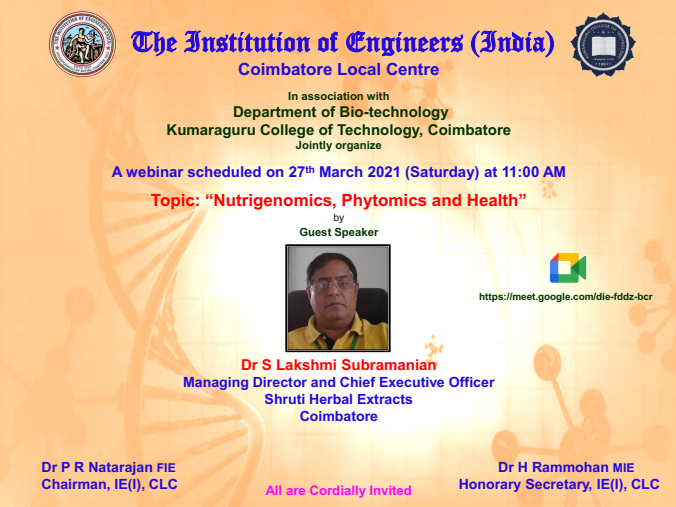 The Institution of Engineers (India)
Coimbatore Local Centre
In association with
Department of Bio-technology
Kumaraguru College of Technology, Coimbatore
Jointly organize
A webinar scheduled on 27th March 2021 (Saturday) at 11:00 AM
Topic: “Nutrigenomics, Phytomics and Health”
by
Guest Speaker
https://meet.google.com/die-fddz-bcr
Dr S Lakshmi Subramanian
Managing Director and Chief Executive Officer
Shruti Herbal Extracts
Coimbatore
Dr P R Natarajan FIE
Chairman, IE(I), CLC
All are Cordially Invited
Dr H Rammohan MIE
Honorary Secretary, IE(I), CLC